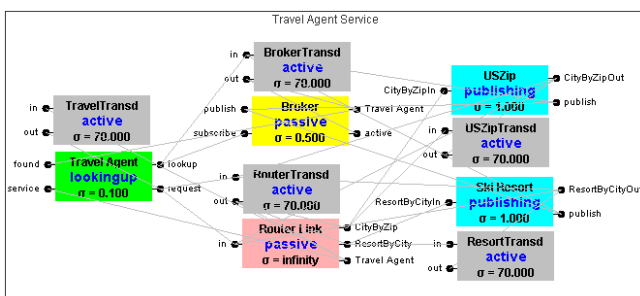 Travel Agent Service
in
out
BrokerTransd
active
σ = 70.000
in
out
TravelTransd
active
σ = 70.000
publish
subscribe
Broker
passive
σ = 0.500
Travel Agent
active
CityByZipIn
USZip
publishing
σ = 1.000
CityByZipOut
publish
in
out
USZipTransd
active
σ = 70.000
found
service
Travel Agent
lookingup
σ = 0.100
lookup
request
in
out
RouterTransd
active
σ = 70.000
ResortByCityIn
Ski Resort
publishing
σ = 1.000
ResortByCityOut
publish
in
Router Link
passive
σ = infinity
CityByZip
ResortByCity
Travel Agent
in
out
ResortTransd
active
σ = 70.000